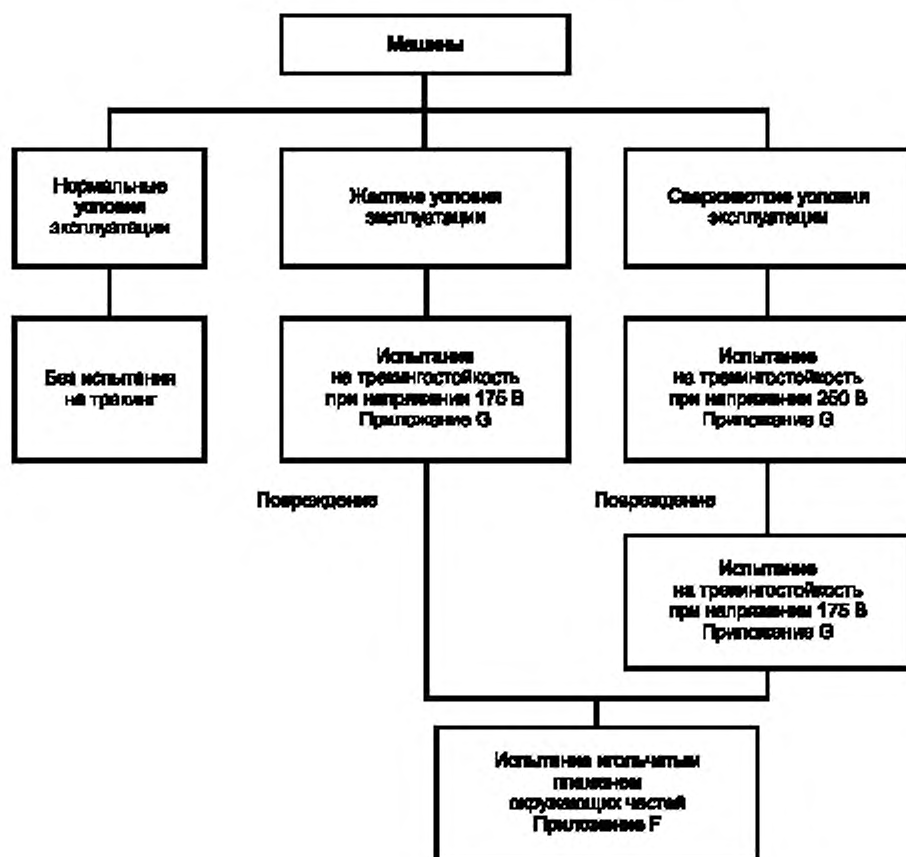 Машины
Нормальные
условия
эксплуатации
Жесткие условия
эксплуатации
Сверхжесткие условия
эксплуатации
Без испытания
на трекинг
Испытание
на трекингостойкость
при напряжении 175 В
Приложение G
Испытание
на трекингостойкость
при напряжении 250 В
Приложение G
Повреждение
Повреждение
Испытание
на трекингостойкость
при напряжении 175 В
Приложение G
Испытание игольчатым
пламенем
окружающих частей
Приложение F